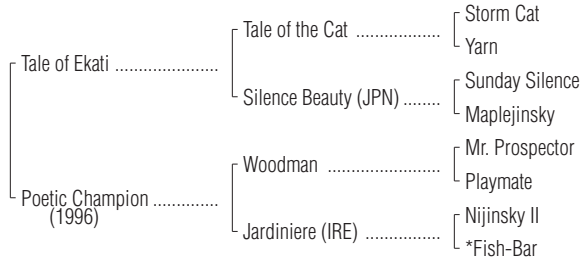 Storm Cat
Tale of the Cat ..................
Yarn
Tale of Ekati ......................
Sunday Silence
Silence Beauty (JPN) ........
Maplejinsky
Mr. Prospector
Woodman ........................
Playmate
Poetic Champion ..............
(1996)
Nijinsky II
Jardiniere (IRE) ................
*Fish-Bar